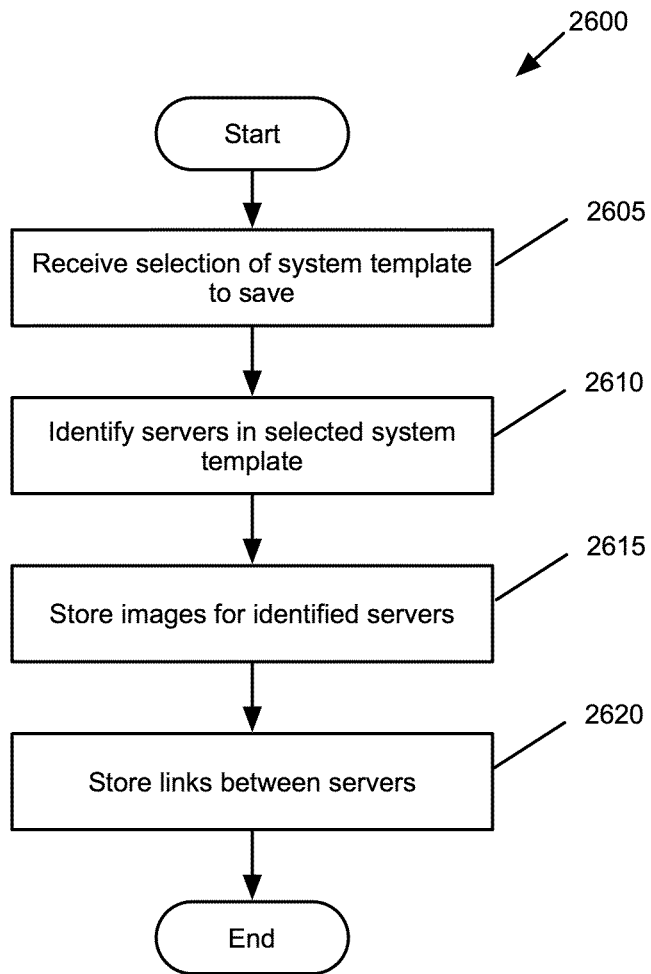 2600
Start
2605
Receive selection of system template
to save
2610
Identify servers in selected system
template
2615
Store images for identified servers
2620
Store links between servers
End